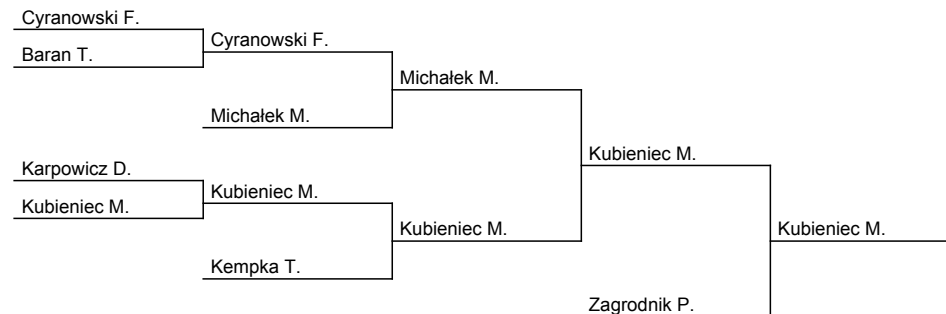 Cyranowski F.
Cyranowski F.
Baran T.
Michałek M.
Michałek M.
Karpowicz D.
Kubieniec M.
Kubieniec M.
Kubieniec M.
Kubieniec M.
Kubieniec M.
Kempka T.
Zagrodnik P.